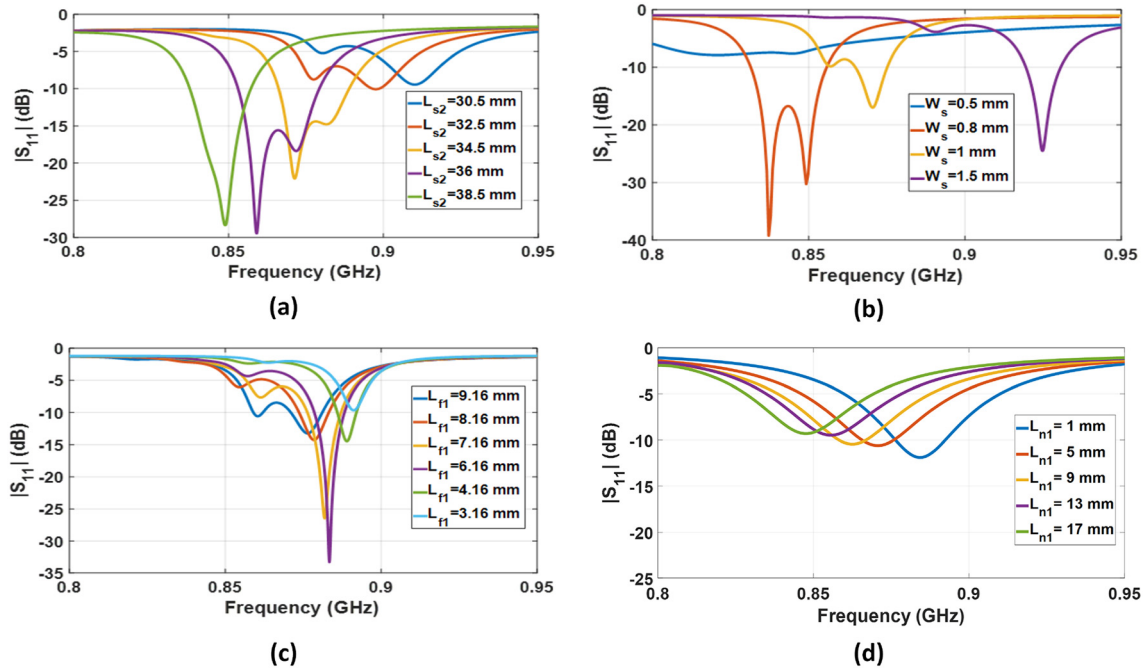 0
-5
-10
-15
-20
-25
-30
|S11| (dB)
Ls2=30.5 mm
Ls2=32.5 mm
Ls2=34.5 mm
Ls2=36 mm
Ls2=38.5 mm
0.8 0.85 0.9 0.95
Frequency (GHz)
(a)
0
-10
-20
-30
-40
|S11| (dB)
Ws=0.5 mm
Ws=0.8 mm
Ws=1 mm
Ws=1.5 mm
0.8 0.85 0.9 0.95
Frequency (GHz)
(b)
0
-5
-10
-15
-20
-25
-30
-35
|S11| (dB)
Lf1=9.16 mm
Lf1=8.16 mm
Lf1=7.16 mm
Lf1=6.16 mm
Lf1=4.16 mm
Lf1=3.16 mm
0.8 0.85 0.9 0.95
Frequency (GHz)
(c)
0
-5
-10
-15
-20
-25
|S11| (dB)
Ln1= 1 mm
Ln1= 5 mm
Ln1= 9 mm
Ln1= 13 mm
Ln1= 17 mm
0.8 0.85 0.9 0.95
Frequency (GHz)
(d)